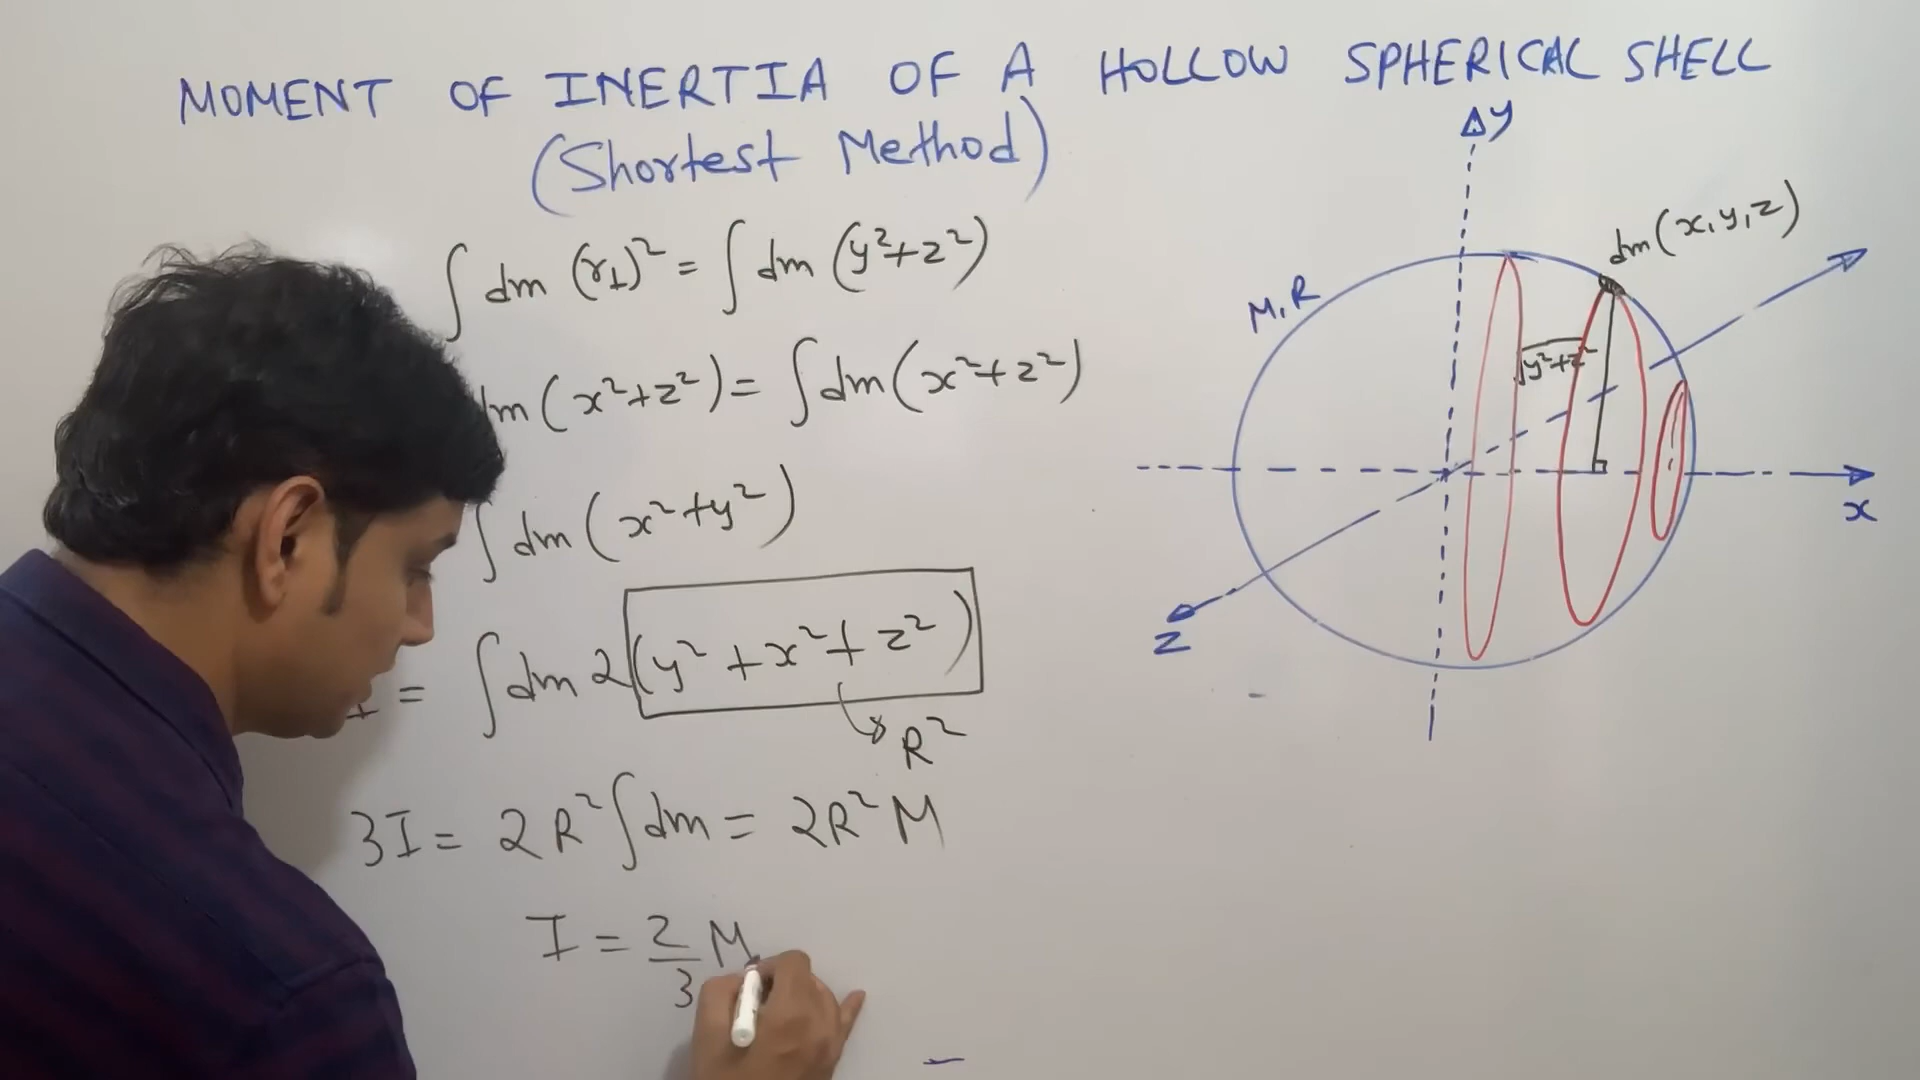 MOMENT OF INERTIA OF A HOLLOW SPHERICAL SHELL
(Shortest Method)
∫dm (r⊥)² = ∫dm (y²+z²)
dm(x²+z²) = ∫dm(x²+z²)
∫dm(x²+y²)
I = ∫dm 2(y²+x²+z²)
R²
3I = 2R²∫dm = 2R²M
I = 2/3 M
y
dm(x,y,z)
M,R
√y²+z²
x
z